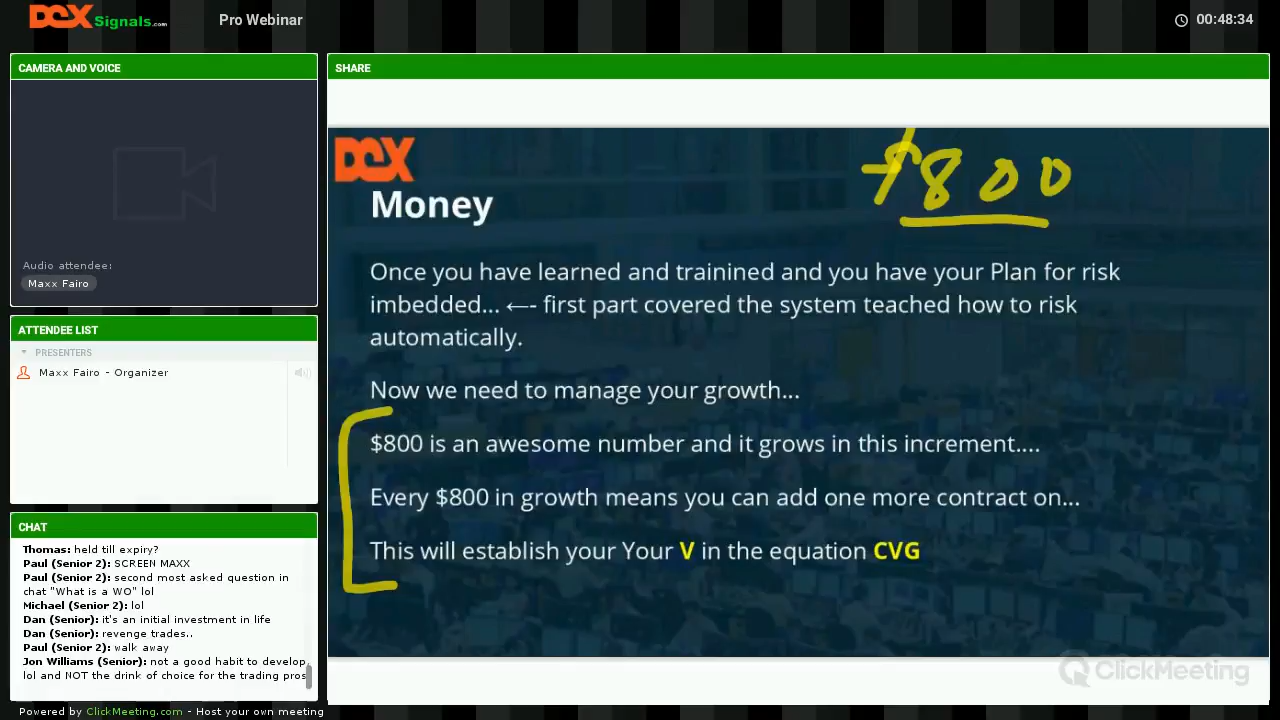 DEX Signals.com
Pro Webinar
00:48:34
CAMERA AND VOICE
Audio attendee:
Maxx Fairo
ATTENDEE LIST
PRESENTERS
Maxx Fairo - Organizer
CHAT
Thomas: held till expiry?
Paul (Senior 2): SCREEN MAXX
Paul (Senior 2): second most asked question in
chat "What is a WO" lol
Michael (Senior 2): lol
Dan (Senior): it's an initial investment in life
Dan (Senior): revenge trades..
Paul (Senior 2): walk away
Jon Williams (Senior): not a good habit to develop,
lol and NOT the drink of choice for the trading pros
Powered by ClickMeeting.com - Host your own meeting
SHARE
DEX
$800
Money
Once you have learned and trainined and you have your Plan for risk
imbedded... <-- first part covered the system teached how to risk
automatically.
Now we need to manage your growth...
$800 is an awesome number and it grows in this increment....
Every $800 in growth means you can add one more contract on...
This will establish your Your V in the equation CVG
ClickMeeting